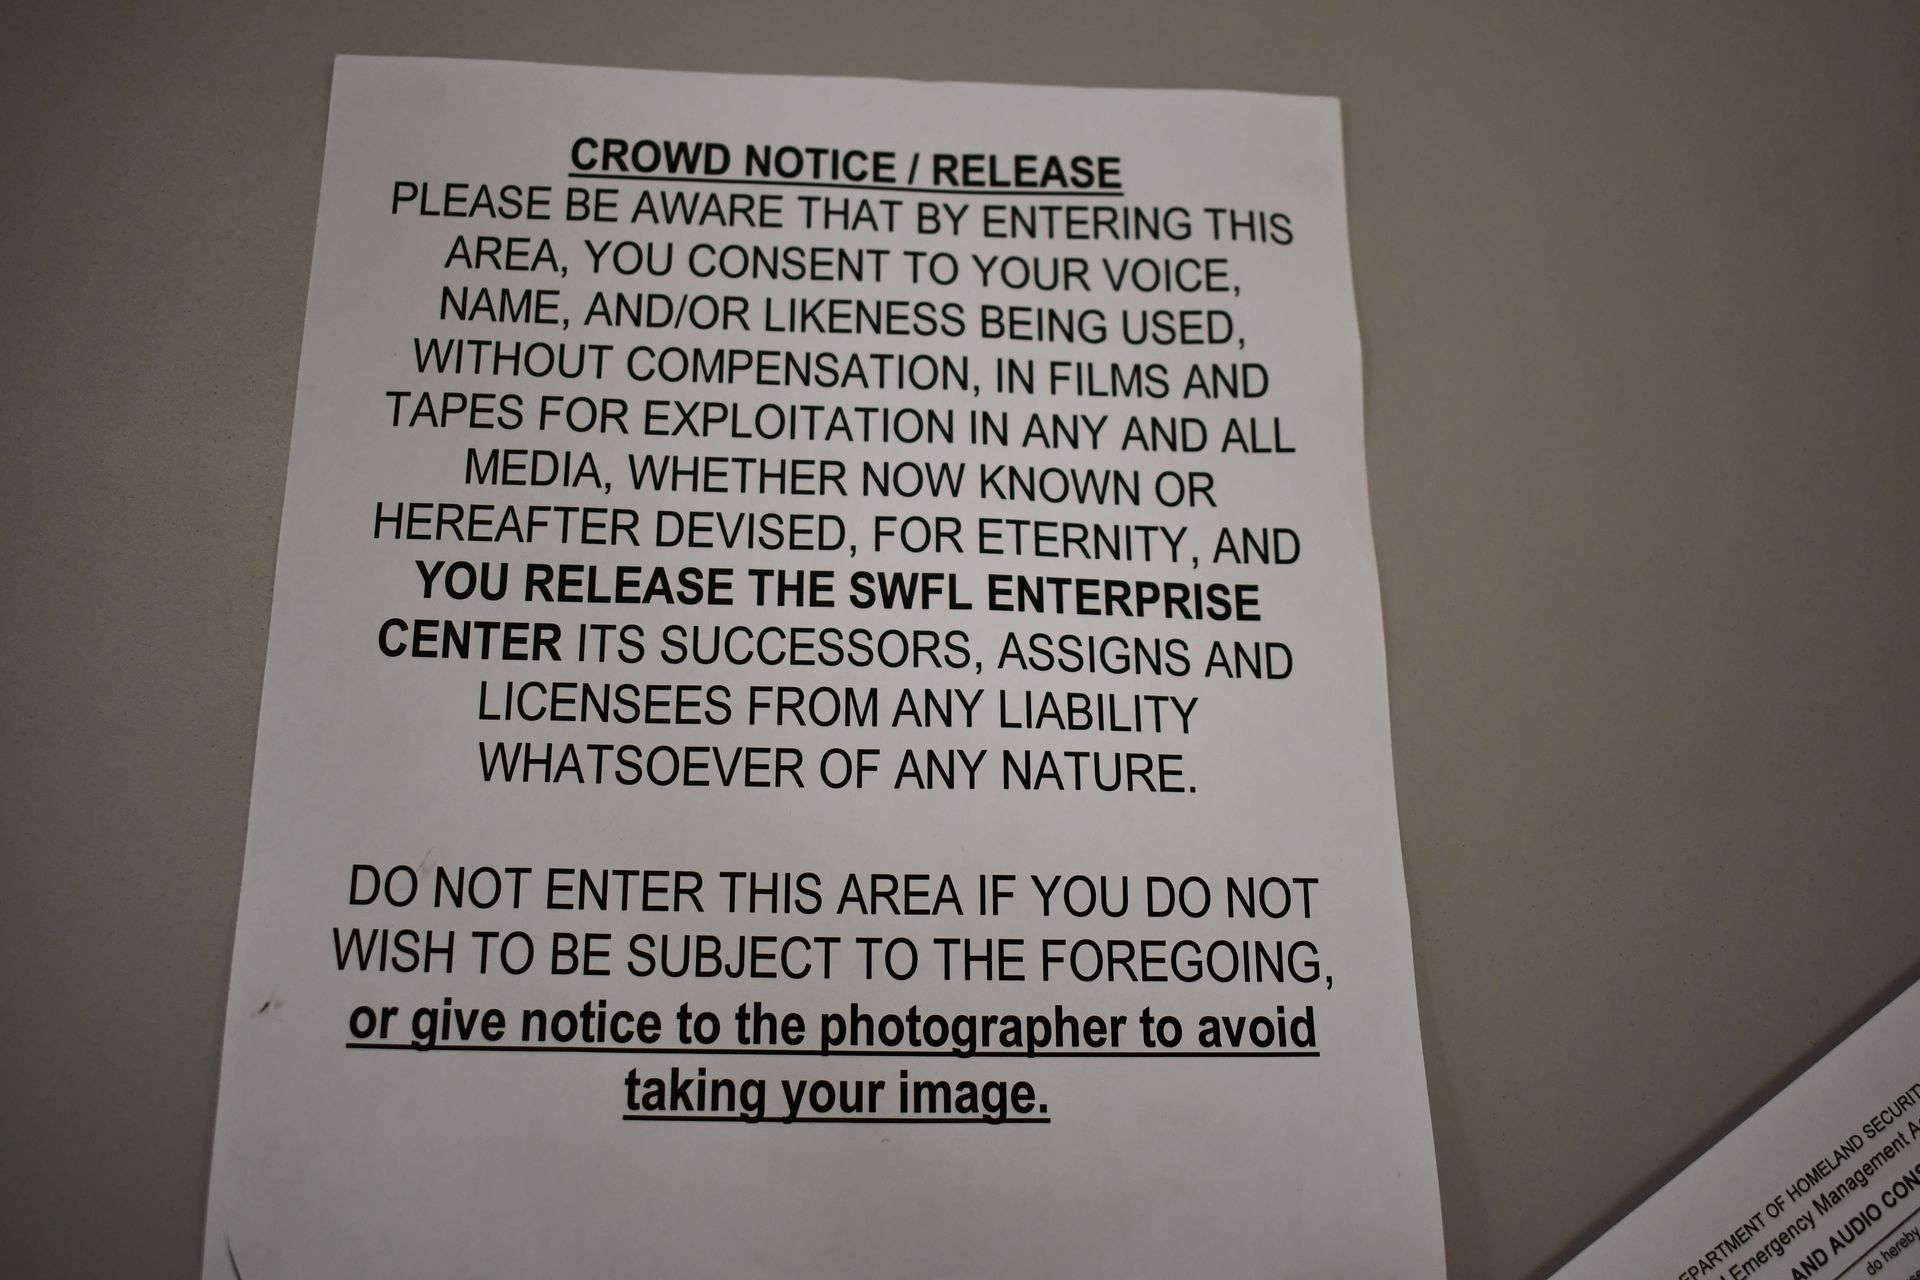 CROWD NOTICE / RELEASE
PLEASE BE AWARE THAT BY ENTERING THIS
AREA, YOU CONSENT TO YOUR VOICE,
NAME, AND/OR LIKENESS BEING USED,
WITHOUT COMPENSATION, IN FILMS AND
TAPES FOR EXPLOITATION IN ANY AND ALL
MEDIA, WHETHER NOW KNOWN OR
HEREAFTER DEVISED, FOR ETERNITY, AND
YOU RELEASE THE SWFL ENTERPRISE
CENTER ITS SUCCESSORS, ASSIGNS AND
LICENSEES FROM ANY LIABILITY
WHATSOEVER OF ANY NATURE.
DO NOT ENTER THIS AREA IF YOU DO NOT
WISH TO BE SUBJECT TO THE FOREGOING,
or give notice to the photographer to avoid
taking your image.
OF HOMELAND
Emergency Management
AND AUDIO
do hereby